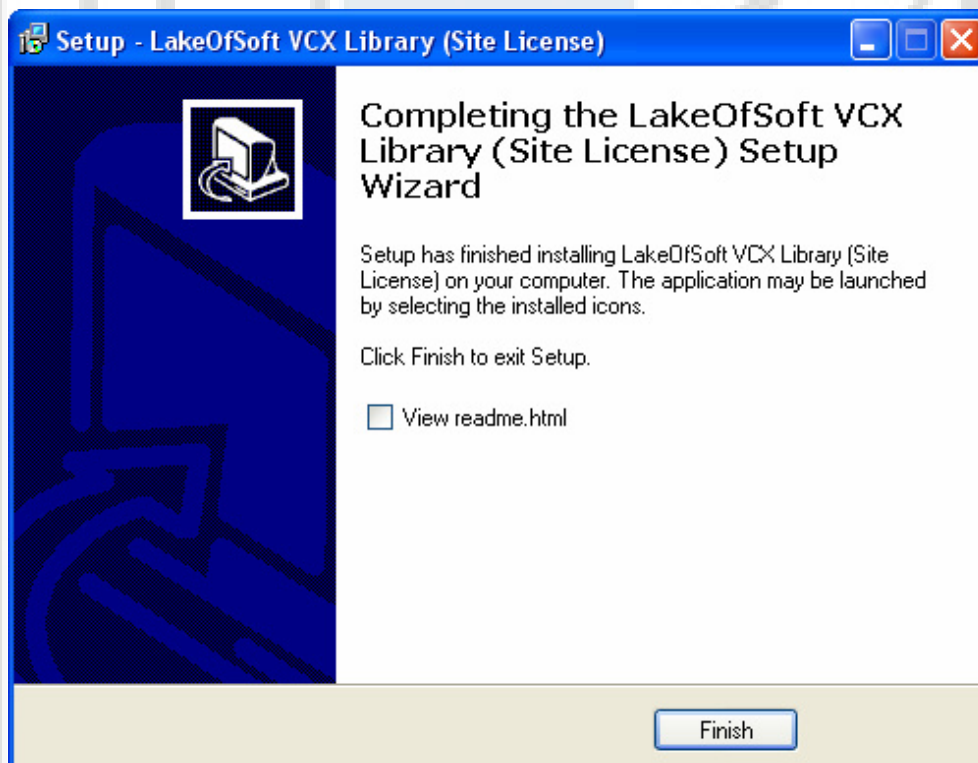 Setup - LakeOfSoft VCX Library (Site License)
Completing the LakeOfSoft VCX
Library (Site License) Setup
Wizard
Setup has finished installing LakeOfSoft VCX Library (Site
License) on your computer. The application may be launched
by selecting the installed icons.
Click Finish to exit Setup.
View readme.html
Finish